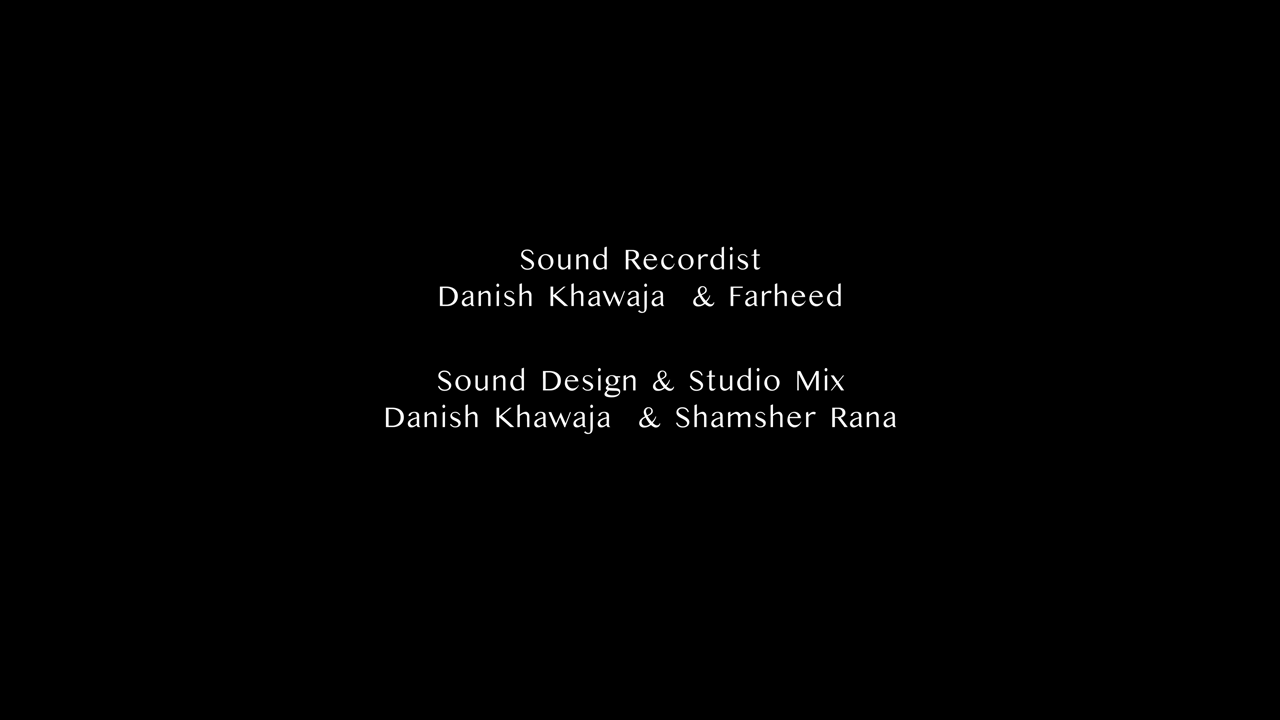 Sound Recordist
Danish Khawaja & Farheed
Sound Design & Studio Mix
Danish Khawaja & Shamsher Rana